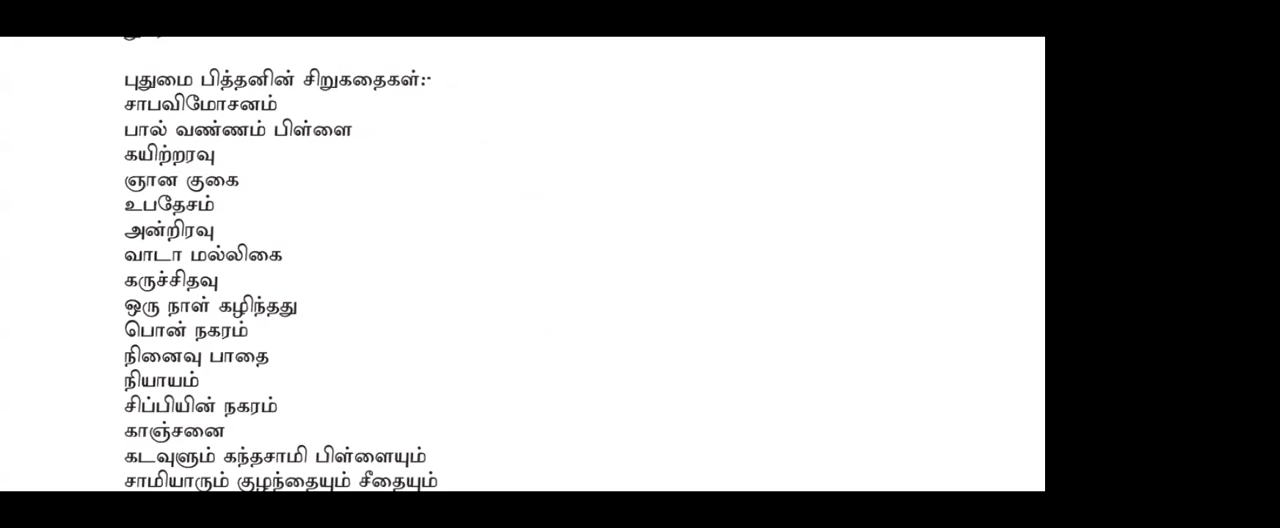 புதுமை பித்தனின் சிறுகதைகள்:-
சாபவிமோசனம்
பால் வண்ணம் பிள்ளை
கயிற்றரவு
ஞான குகை
உபதேசம்
அன்றிரவு
வாடா மல்லிகை
கருச்சிதவு
ஒரு நாள் கழிந்தது
பொன் நகரம்
நினைவு பாதை
நியாயம்
சிப்பியின் நகரம்
காஞ்சனை
கடவுளும் கந்தசாமி பிள்ளையும்
சாமியாரும் குழந்தையும் சீதையும்